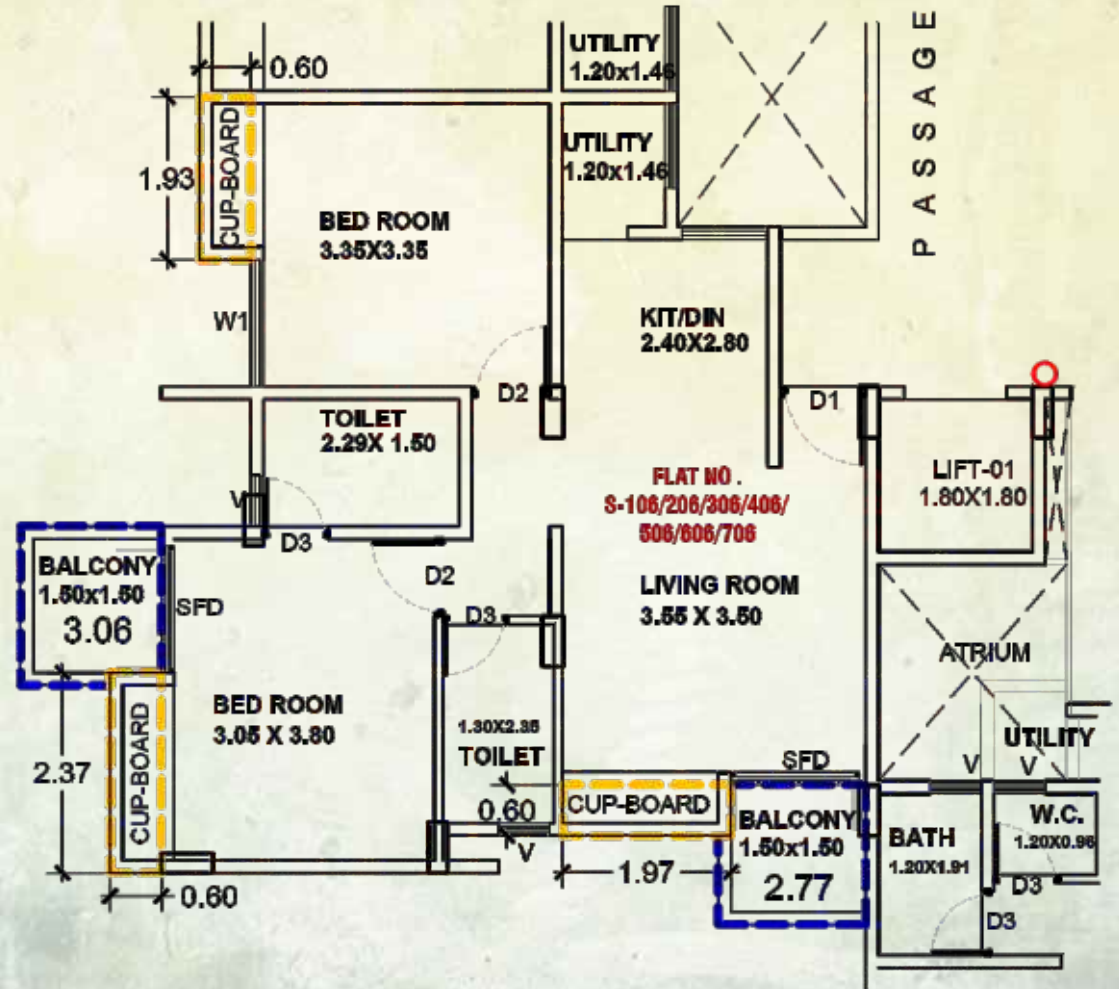 PASSAGE
UTILITY
1.20x1.46
0.60
CUP-BOARD
1.93
UTILITY
1.20x1.46
BED ROOM
3.35X3.35
W1
KIT/DIN
2.40X2.80
D2
D1
TOILET
2.29X 1.50
FLAT NO .
S-106/206/306/406/
506/606/706
LIFT-01
1.80X1.80
V
D3
D2
BALCONY
1.50x1.50
3.06
SFD
D3
LIVING ROOM
3.55 X 3.50
ATRIUM
BED ROOM
3.05 X 3.80
1.30X2.35
TOILET
UTILITY
V
V
SFD
2.37
CUP-BOARD
0.60
CUP-BOARD
BALCONY
1.50x1.50
2.77
BATH
1.20X1.91
W.C.
1.20X0.96
V
1.97
D3
D3
0.60